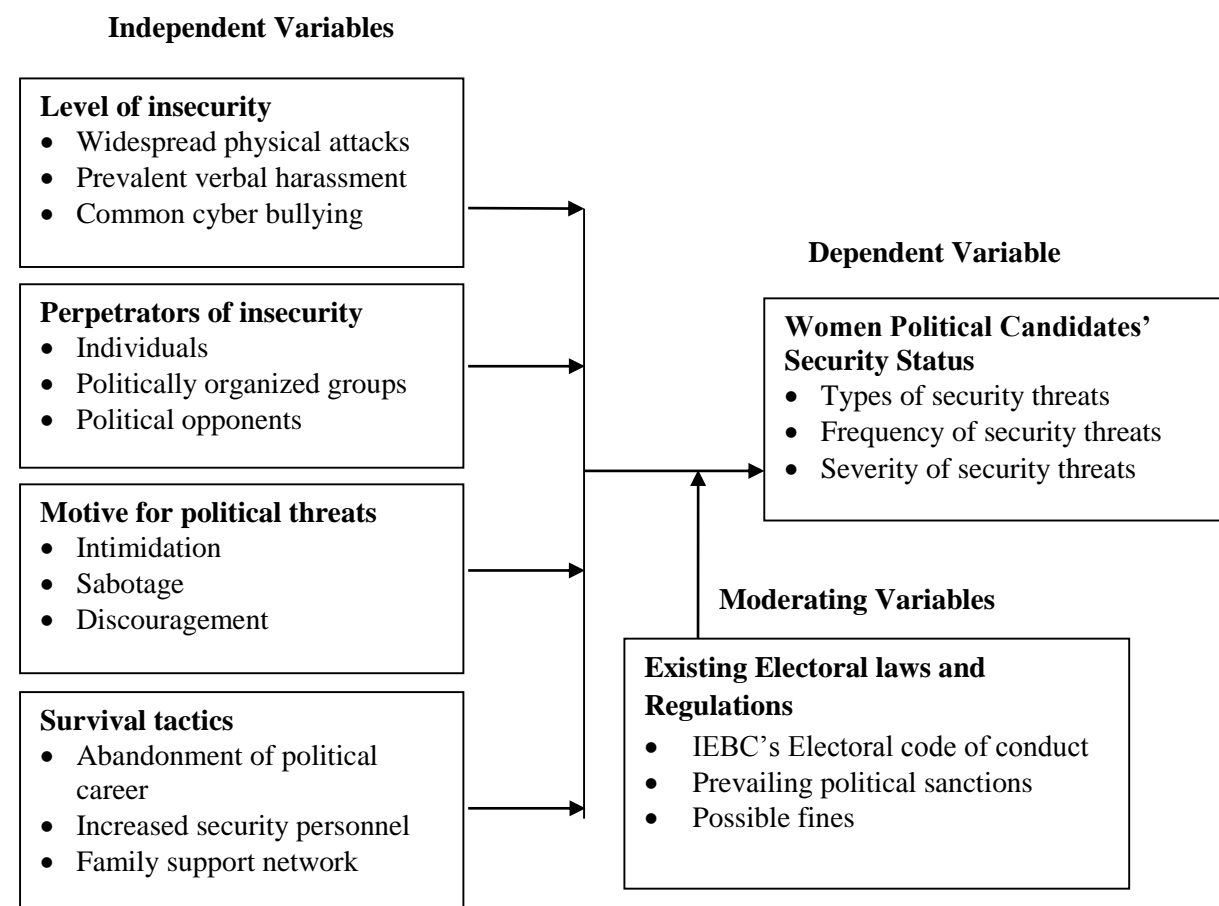 Independent Variables
Level of insecurity
• Widespread physical attacks
• Prevalent verbal harassment
• Common cyber bullying
Perpetrators of insecurity
• Individuals
• Politically organized groups
• Political opponents
Motive for political threats
• Intimidation
• Sabotage
• Discouragement
Survival tactics
• Abandonment of political
career
• Increased security personnel
• Family support network
Dependent Variable
Women Political Candidates’
Security Status
• Types of security threats
• Frequency of security threats
• Severity of security threats
Moderating Variables
Existing Electoral laws and
Regulations
• IEBC’s Electoral code of conduct
• Prevailing political sanctions
• Possible fines